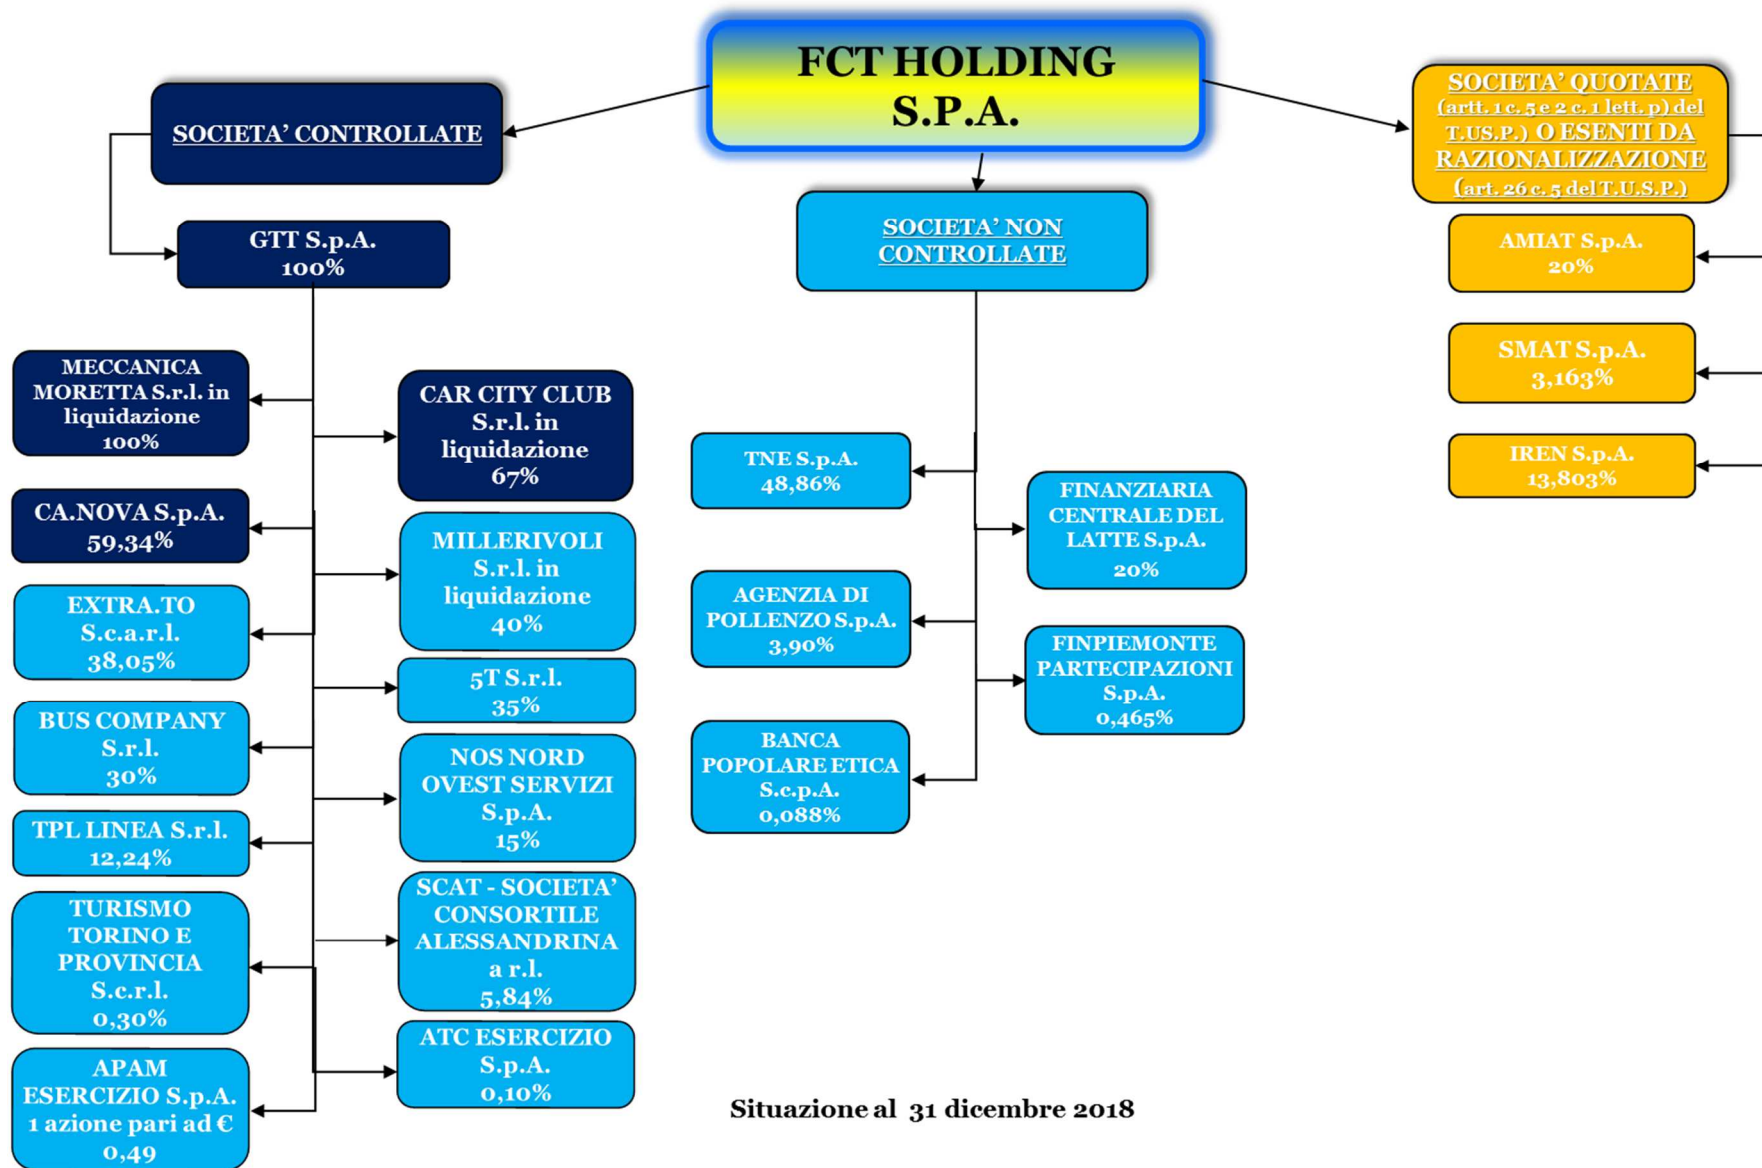 FCT HOLDING
S.P.A.
SOCIETA' CONTROLLATE
GTT S.p.A.
100%
MECCANICA
MORETTA S.r.l. in
liquidazione
100%
CAR CITY CLUB
S.r.l. in
liquidazione
67%
CA.NOVA S.p.A.
59,34%
MILLERIVOLI
S.r.l. in
liquidazione
40%
EXTRA.TO
S.c.a.r.l.
38,05%
5T S.r.l.
35%
BUS COMPANY
S.r.l.
30%
NOS NORD
OVEST SERVIZI
S.p.A.
15%
TPL LINEA S.r.l.
12,24%
SCAT - SOCIETA'
CONSORTILE
ALESSANDRINA
a r.l.
5,84%
TURISMO
TORINO E
PROVINCIA
S.c.r.l.
0,30%
ATC ESERCIZIO
S.p.A.
0,10%
APAM
ESERCIZIO S.p.A.
1 azione pari ad €
0,49
SOCIETA' NON
CONTROLLATE
TNE S.p.A.
48,86%
FINANZIARIA
CENTRALE DEL
LATTE S.p.A.
20%
AGENZIA DI
POLLENZO S.p.A.
3,90%
FINPIEMONTE
PARTECIPAZIONI
S.p.A.
0,465%
BANCA
POPOLARE ETICA
S.c.p.A.
0,088%
SOCIETA' QUOTATE
(artt. 1 c. 5 e 2 c. 1 lett. p) del
T.US.P.) O ESENTI DA
RAZIONALIZZAZIONE
(art. 26 c. 5 del T.U.S.P.)
AMIAT S.p.A.
20%
SMAT S.p.A.
3,163%
IREN S.p.A.
13,803%
Situazione al 31 dicembre 2018